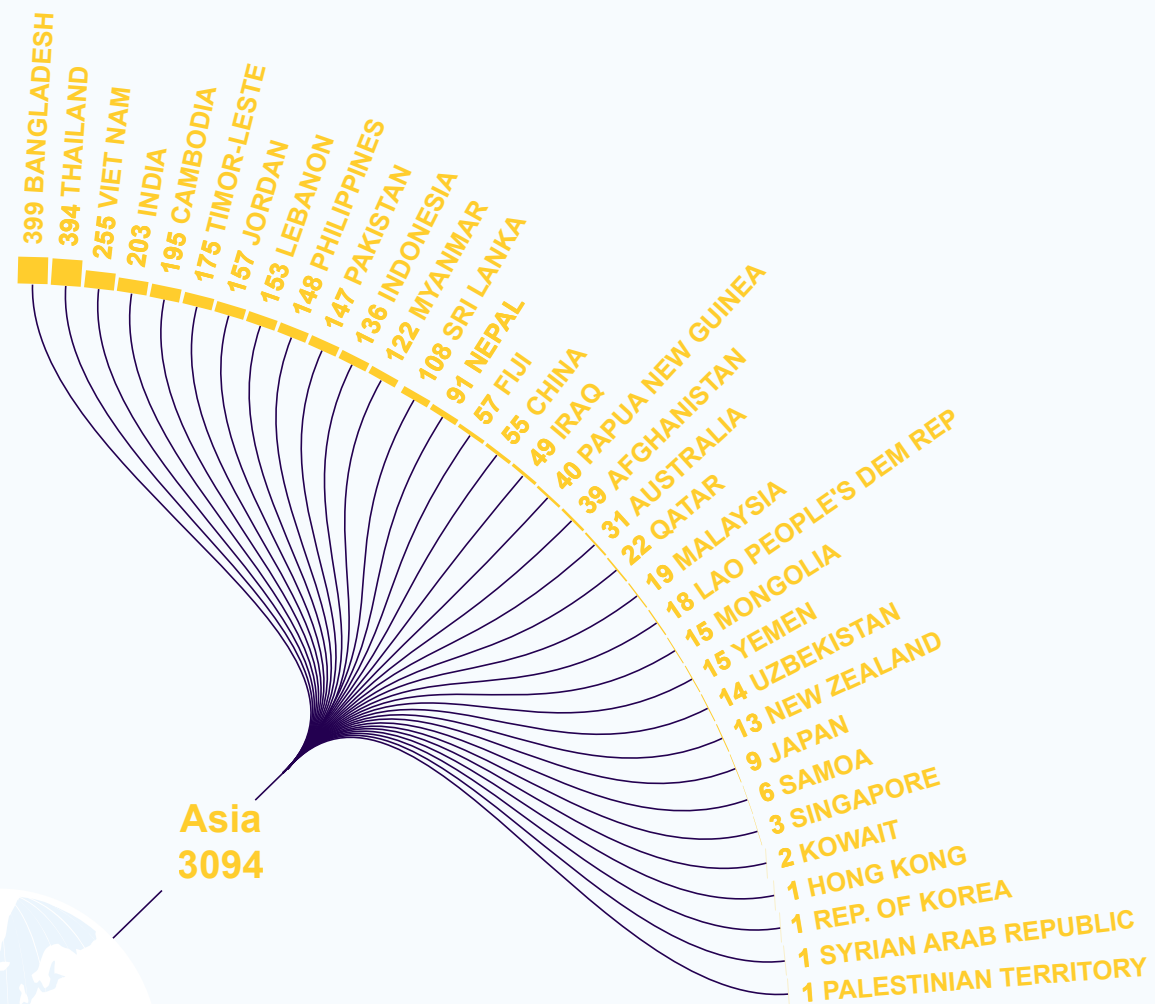 399 BANGLADESH
394 THAILAND
255 VIET NAM
203 INDIA
195 CAMBODIA
175 TIMOR-LESTE
157 JORDAN
153 LEBANON
148 PHILIPPINES
147 PAKISTAN
136 INDONESIA
122 MYANMAR
108 SRI LANKA
91 NEPAL
57 FIJI
55 CHINA
49 IRAQ
40 PAPUA NEW GUINEA
39 AFGHANISTAN
31 AUSTRALIA
22 QATAR
19 MALAYSIA
18 LAO PEOPLE'S DEM REP
15 MONGOLIA
15 YEMEN
14 UZBEKISTAN
13 NEW ZEALAND
9 JAPAN
6 SAMOA
3 SINGAPORE
2 KOWAIT
1 HONG KONG
1 REP. OF KOREA
1 SYRIAN ARAB REPUBLIC
1 PALESTINIAN TERRITORY
Asia
3094